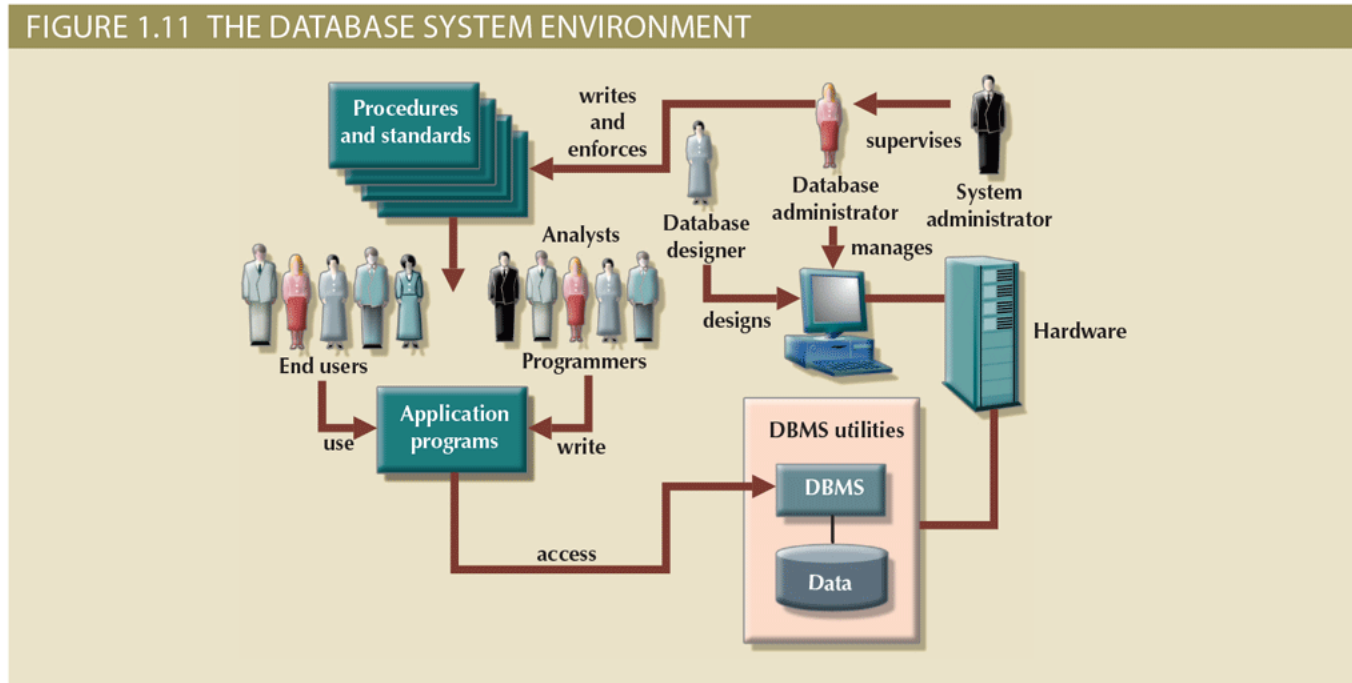 FIGURE 1.11 THE DATABASE SYSTEM ENVIRONMENT
Procedures
and standards
writes
and
enforces
supervises
Database
designer
Database
administrator
System
administrator
Analysts
manages
designs
Hardware
End users
Programmers
Application
programs
use
write
DBMS utilities
DBMS
access
Data